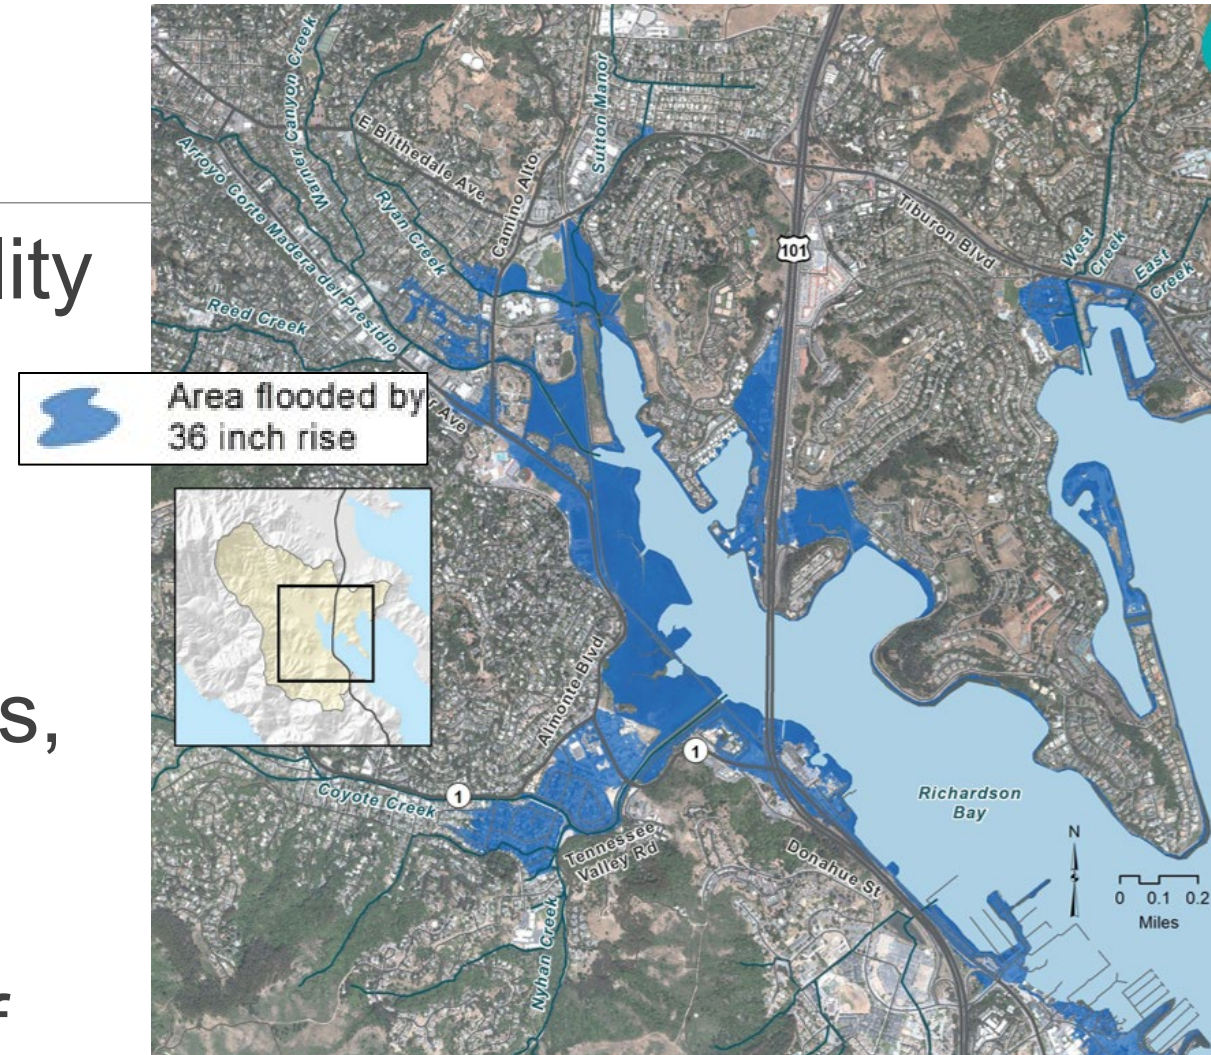 lity
s,
Area flooded by
36 inch rise
Warner Canyon Creek
Arroyo Corte Madera del Presidio
E Blithedale Ave
Ryan Creek
Camino Alto
Sutton Manor
Reed Creek
r Ave
101
Tiburon Blvd
West
Creek
East
Creek
Almonte Blvd
1
1
Coyote Creek
Tennessee
Valley Rd
Nyhan Creek
Donahue St
Richardson
Bay
N
0 0.1 0.2
Miles